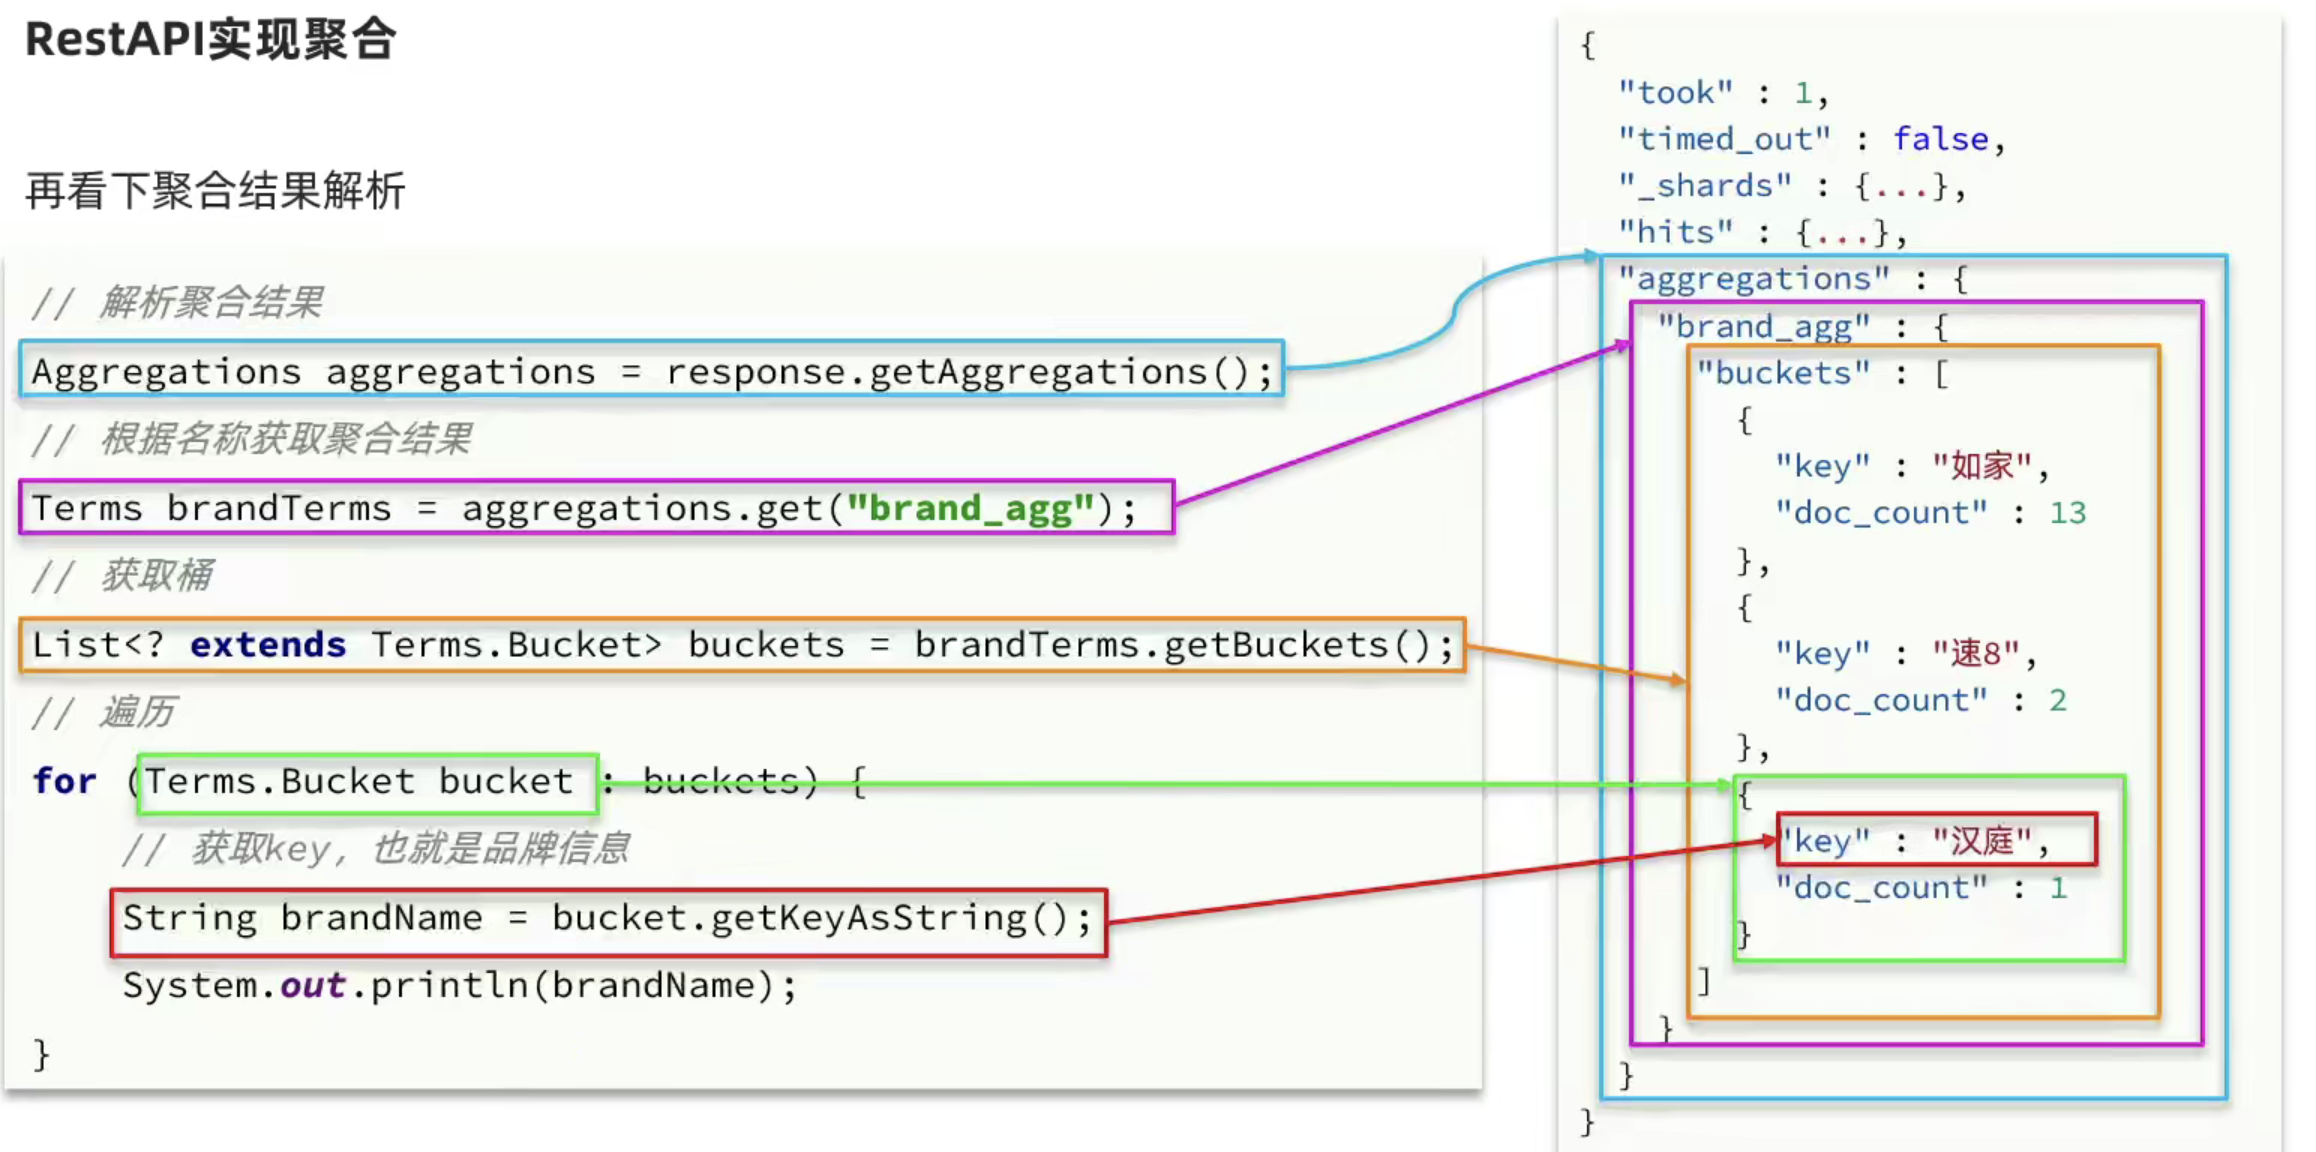 RestAPI实现聚合
再看下聚合结果解析
// 解析聚合结果
Aggregations aggregations = response.getAggregations();
// 根据名称获取聚合结果
Terms brandTerms = aggregations.get("brand_agg");
// 获取桶
List<? extends Terms.Bucket> buckets = brandTerms.getBuckets();
// 遍历
for (Terms.Bucket bucket : buckets) {
// 获取key，也就是品牌信息
String brandName = bucket.getKeyAsString();
System.out.println(brandName);
}
{
"took" : 1,
"timed_out" : false,
"_shards" : {...},
"hits" : {...},
"aggregations" : {
"brand_agg" : {
"buckets" : [
{
"key" : "如家",
"doc_count" : 13
},
{
"key" : "速8",
"doc_count" : 2
},
{
"key" : "汉庭",
"doc_count" : 1
}
]
}
}
}